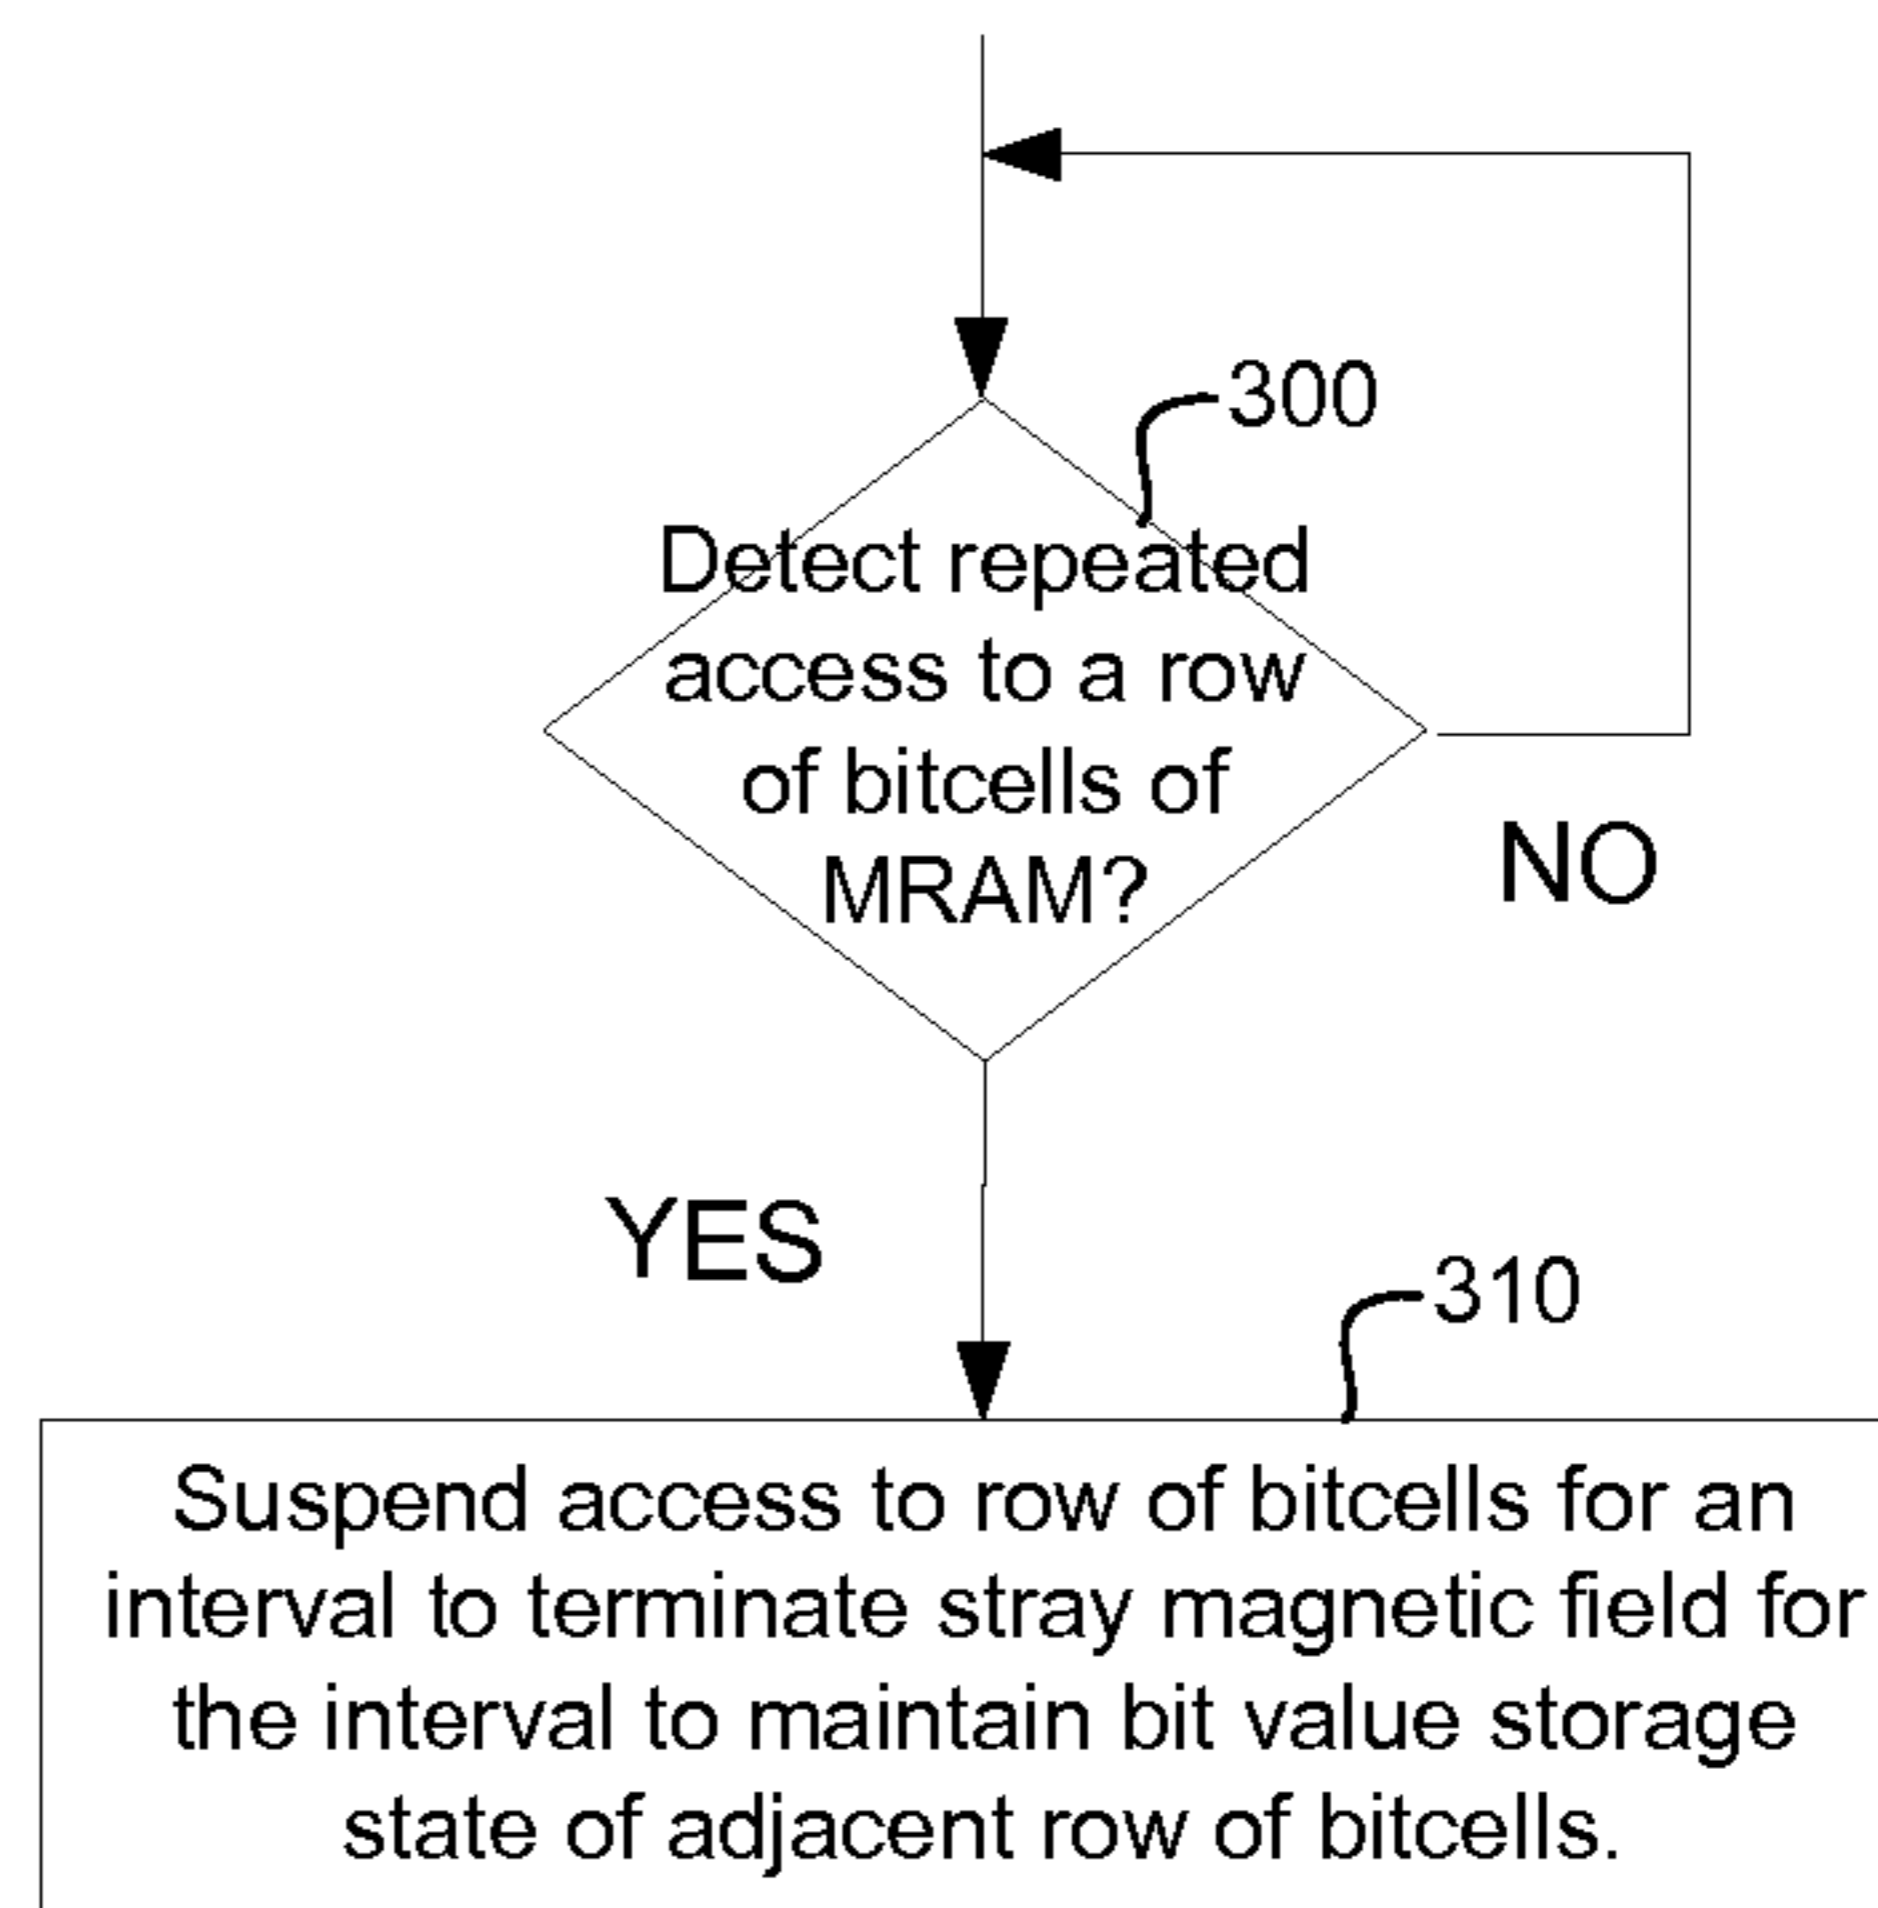 300
Detect repeated
access to a row
of bitcells of
MRAM?
NO
YES
310
Suspend access to row of bitcells for an
interval to terminate stray magnetic field for
the interval to maintain bit value storage
state of adjacent row of bitcells.